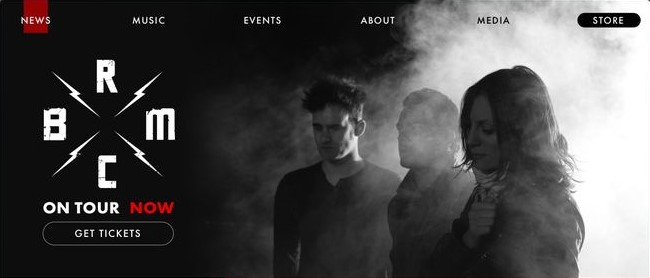 NEWS MUSIC EVENTS ABOUT MEDIA STORE
R
B M
C
ON TOUR NOW
GET TICKETS